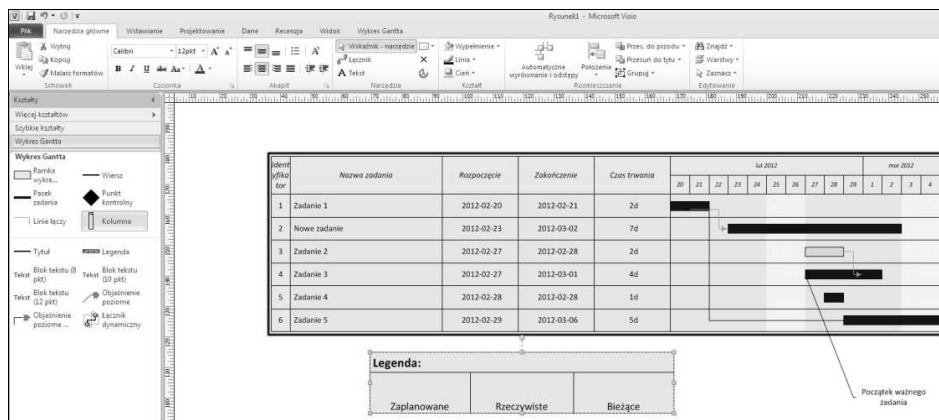 Rysunek1 - Microsoft Visio
Plik Narzędzia główne Wstawianie Projektowanie Dane Recenzja Widok Wykres Gantta
Wklej
Wytnij
Kopiuj
Malarz formatów
Schowek
Calibri 12pkt
B I U abc Aa A
Czcionka
Akapit
Wskaźnik - narzędzie
Łącznik
A Tekst
Narzędzia
Wypełnienie
Linia
Cień
Kształt
Automatyczne
wyrównanie i odstępy
Położenie
Przes. do przodu
Przesuń do tyłu
Grupuj
Rozmieszczanie
Znajdź
Warstwy
Zaznacz
Edytowanie
Kształty
Więcej kształtów
Szybkie kształty
Wykres Gantta
Wykres Gantta
Ramka
wykre...
Wiersz
Pasek
zadania
Punkt
kontrolny
Linie łączy
Kolumna
Tytuł
Legenda
Tekst Blok tekstu (8
pkt)
Tekst Blok tekstu
(10 pkt)
Tekst Blok tekstu
(12 pkt)
Objaśnienie
poziome
Objaśnienie
poziome ...
Łącznik
dynamiczny
Ident
yfika
tor
Nazwa zadania
Rozpoczęcie
Zakończenie
Czas trwania
lut 2012
mar 2012
20 21 22 23 24 25 26 27 28 29 1 2 3 4
1 Zadanie 1 2012-02-20 2012-02-21 2d
2 Nowe zadanie 2012-02-23 2012-03-02 7d
3 Zadanie 2 2012-02-27 2012-02-28 2d
4 Zadanie 3 2012-02-27 2012-03-01 4d
5 Zadanie 4 2012-02-28 2012-02-28 1d
6 Zadanie 5 2012-02-29 2012-03-06 5d
Legenda:
Zaplanowane Rzeczywiste Bieżące
Początek ważnego
zadania